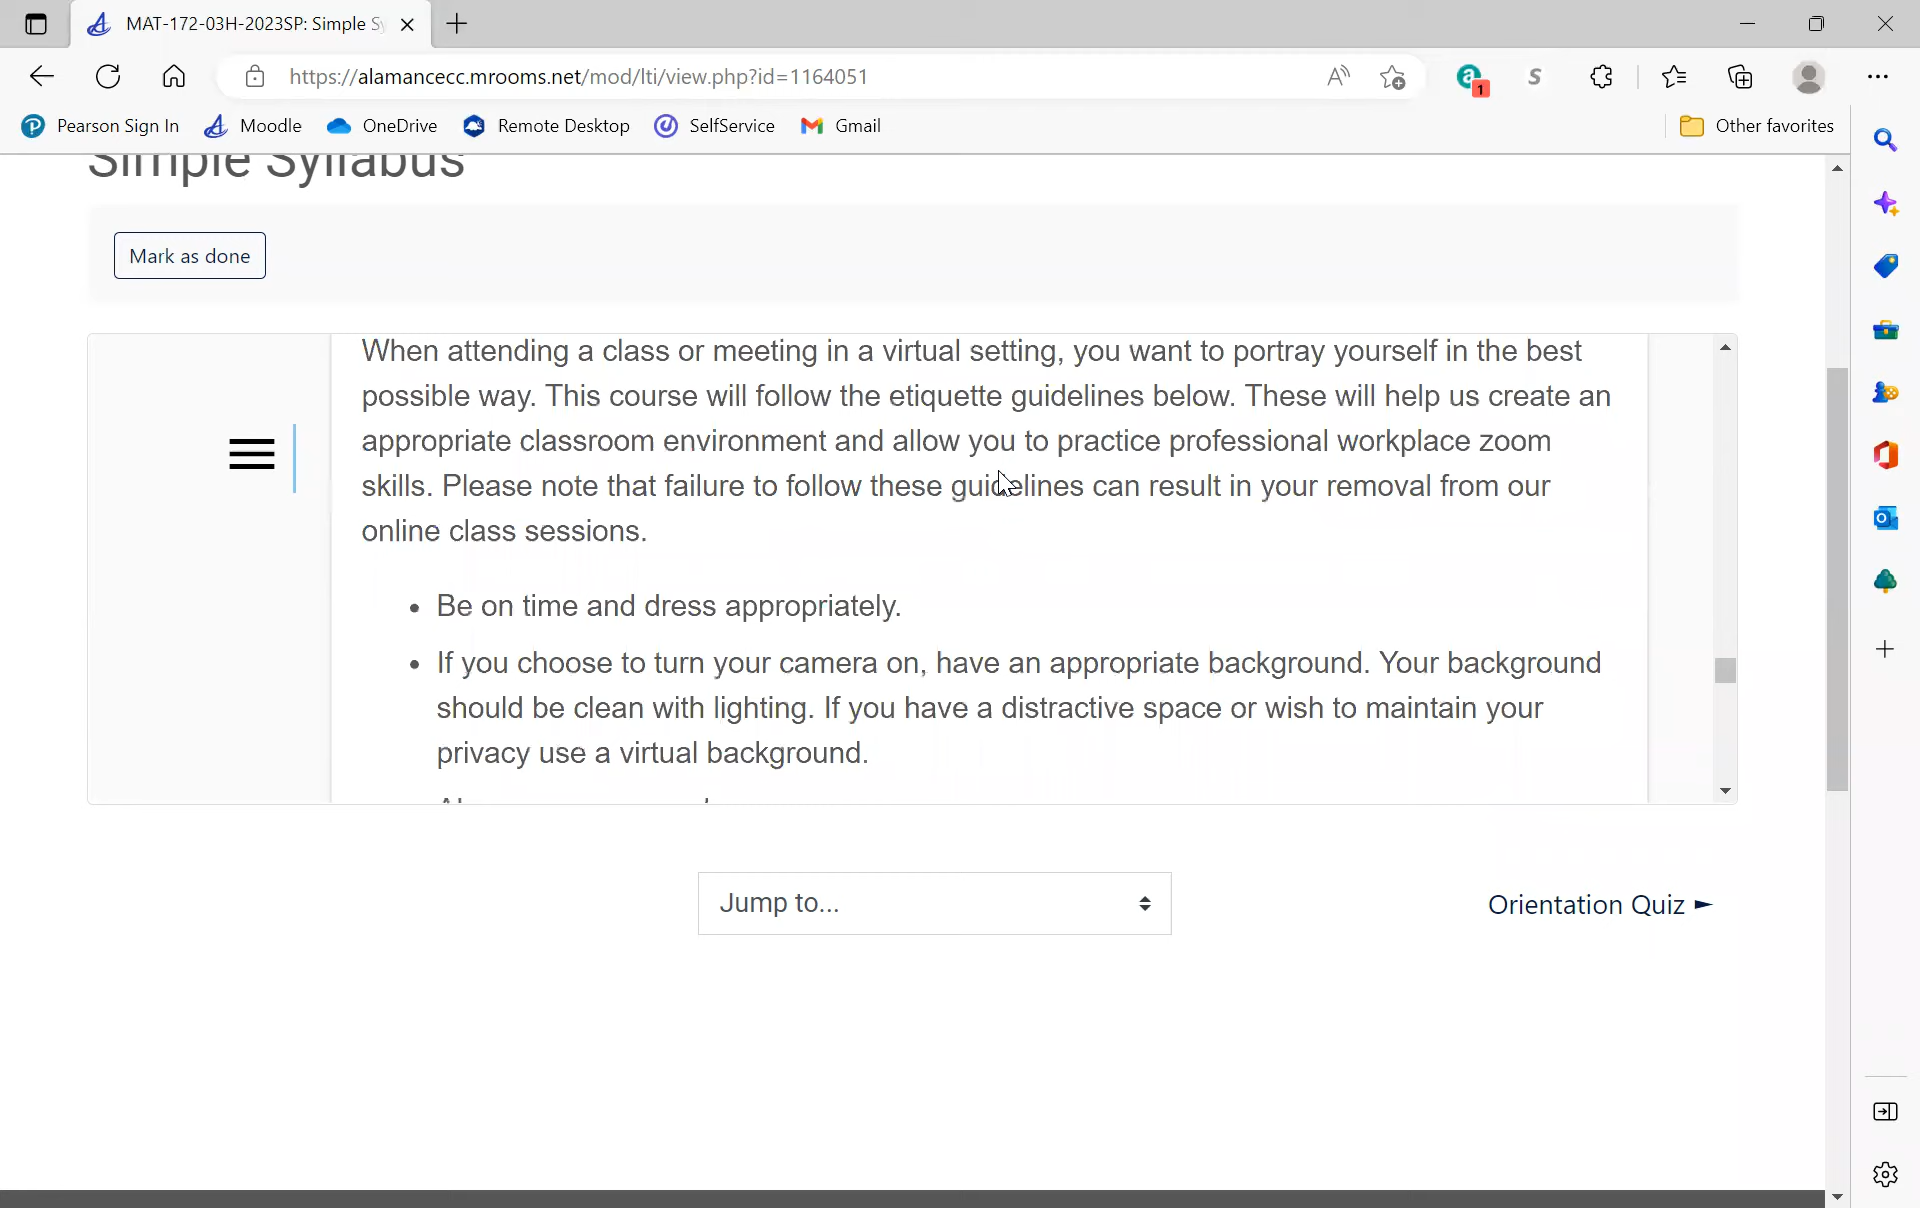 MAT-172-03H-2023SP: Simple Sy
https://alamancecc.mrooms.net/mod/lti/view.php?id=1164051
Pearson Sign In Moodle OneDrive Remote Desktop SelfService Gmail Other favorites
Simple Syllabus
Mark as done
When attending a class or meeting in a virtual setting, you want to portray yourself in the best
possible way. This course will follow the etiquette guidelines below. These will help us create an
appropriate classroom environment and allow you to practice professional workplace zoom
skills. Please note that failure to follow these guidelines can result in your removal from our
online class sessions.
• Be on time and dress appropriately.
• If you choose to turn your camera on, have an appropriate background. Your background
should be clean with lighting. If you have a distractive space or wish to maintain your
privacy use a virtual background.
Jump to...
Orientation Quiz ►